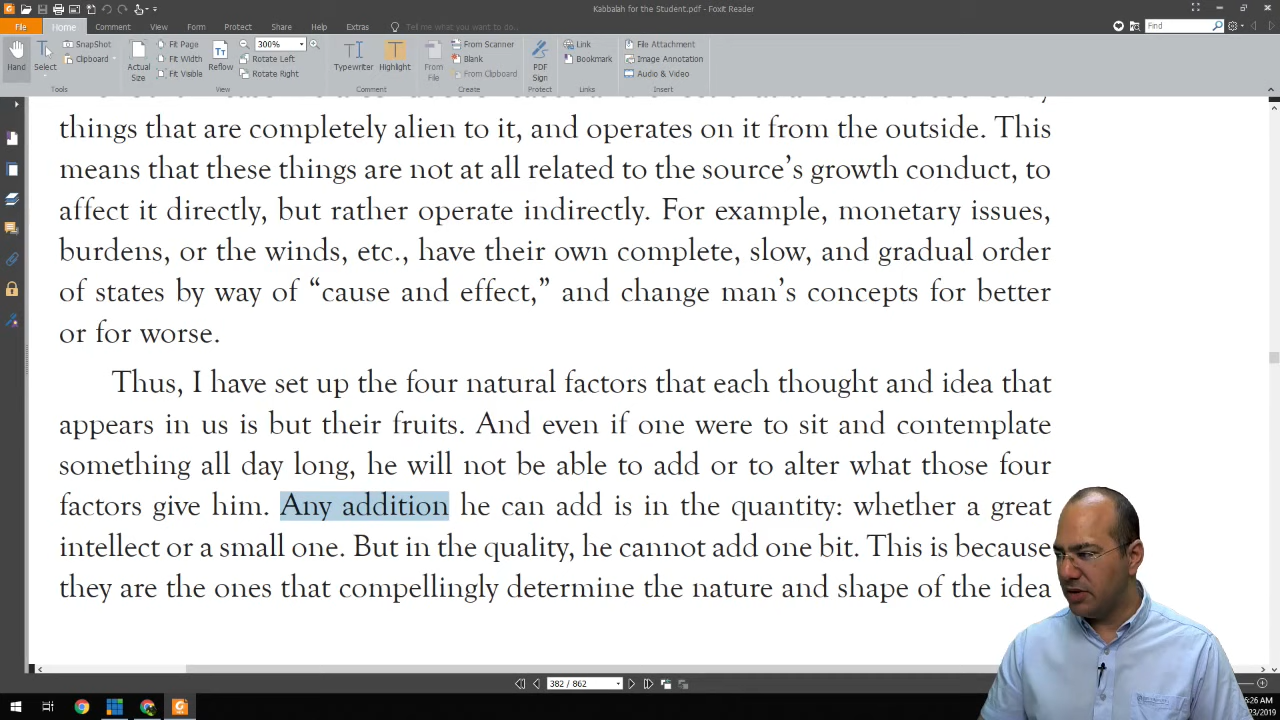 Kabbalah for the Student.pdf - Foxit Reader
File Home Comment View Form Protect Share Help Extras Tell me what you want to do.. Find
Hand Select SnapShot Clipboard Actual Size Fit Page Fit Width Fit Visible Reflow 300% Rotate Left Rotate Right Typewriter Highlight From File From Scanner Blank From Clipboard PDF Sign Link Bookmark File Attachment Image Annotation Audio & Video
Tools View Comment Create Protect Links Insert
things that are completely alien to it, and operates on it from the outside. This
means that these things are not at all related to the source’s growth conduct, to
affect it directly, but rather operate indirectly. For example, monetary issues,
burdens, or the winds, etc., have their own complete, slow, and gradual order
of states by way of “cause and effect,” and change man’s concepts for better
or for worse.
Thus, I have set up the four natural factors that each thought and idea that
appears in us is but their fruits. And even if one were to sit and contemplate
something all day long, he will not be able to add or to alter what those four
factors give him. Any addition he can add is in the quantity: whether a great
intellect or a small one. But in the quality, he cannot add one bit. This is because
they are the ones that compellingly determine the nature and shape of the idea
382 / 862